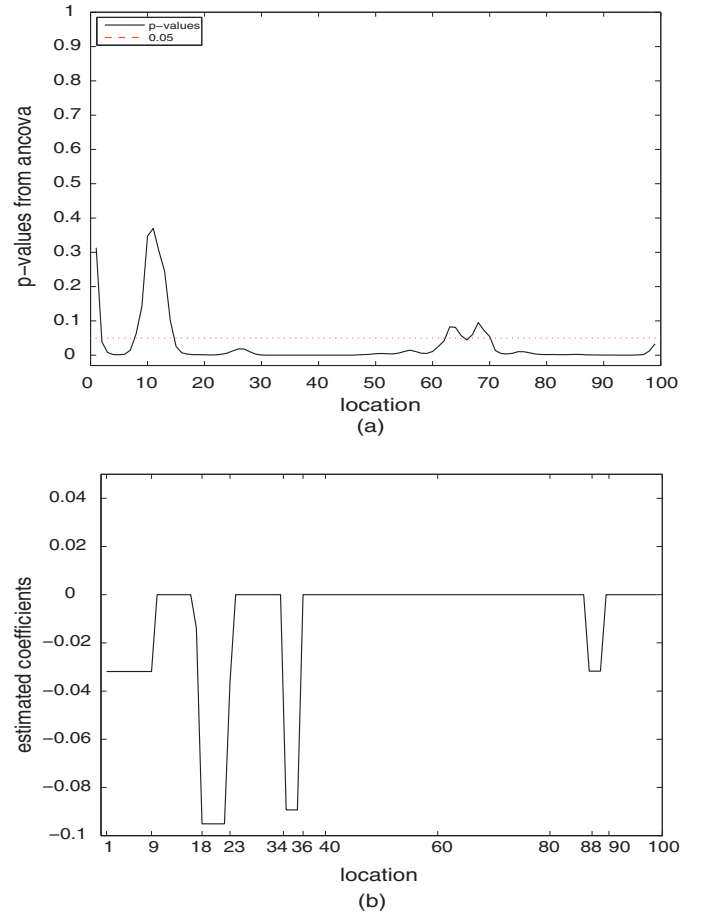 1
p−values
0.05
0.9
0.8
0.7
0.6
0.5
0.4
0.3
0.2
0.1
0
p−values from ancova
0 10 20 30 40 50 60 70 80 90 100
location
(a)
0.04
0.02
0
−0.02
−0.04
−0.06
−0.08
−0.1
estimated coefficients
1 9 18 23 34 36 40 60 80 88 90 100
location
(b)